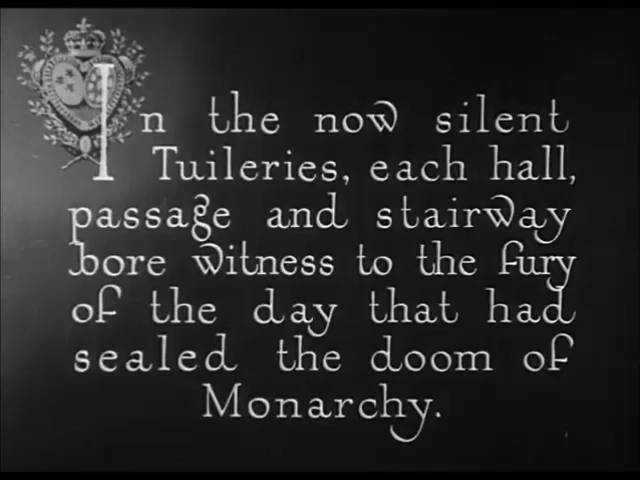 In the now silent
Tuileries, each hall,
passage and stairway
bore witness to the fury
of the day that had
sealed the doom of
Monarchy.